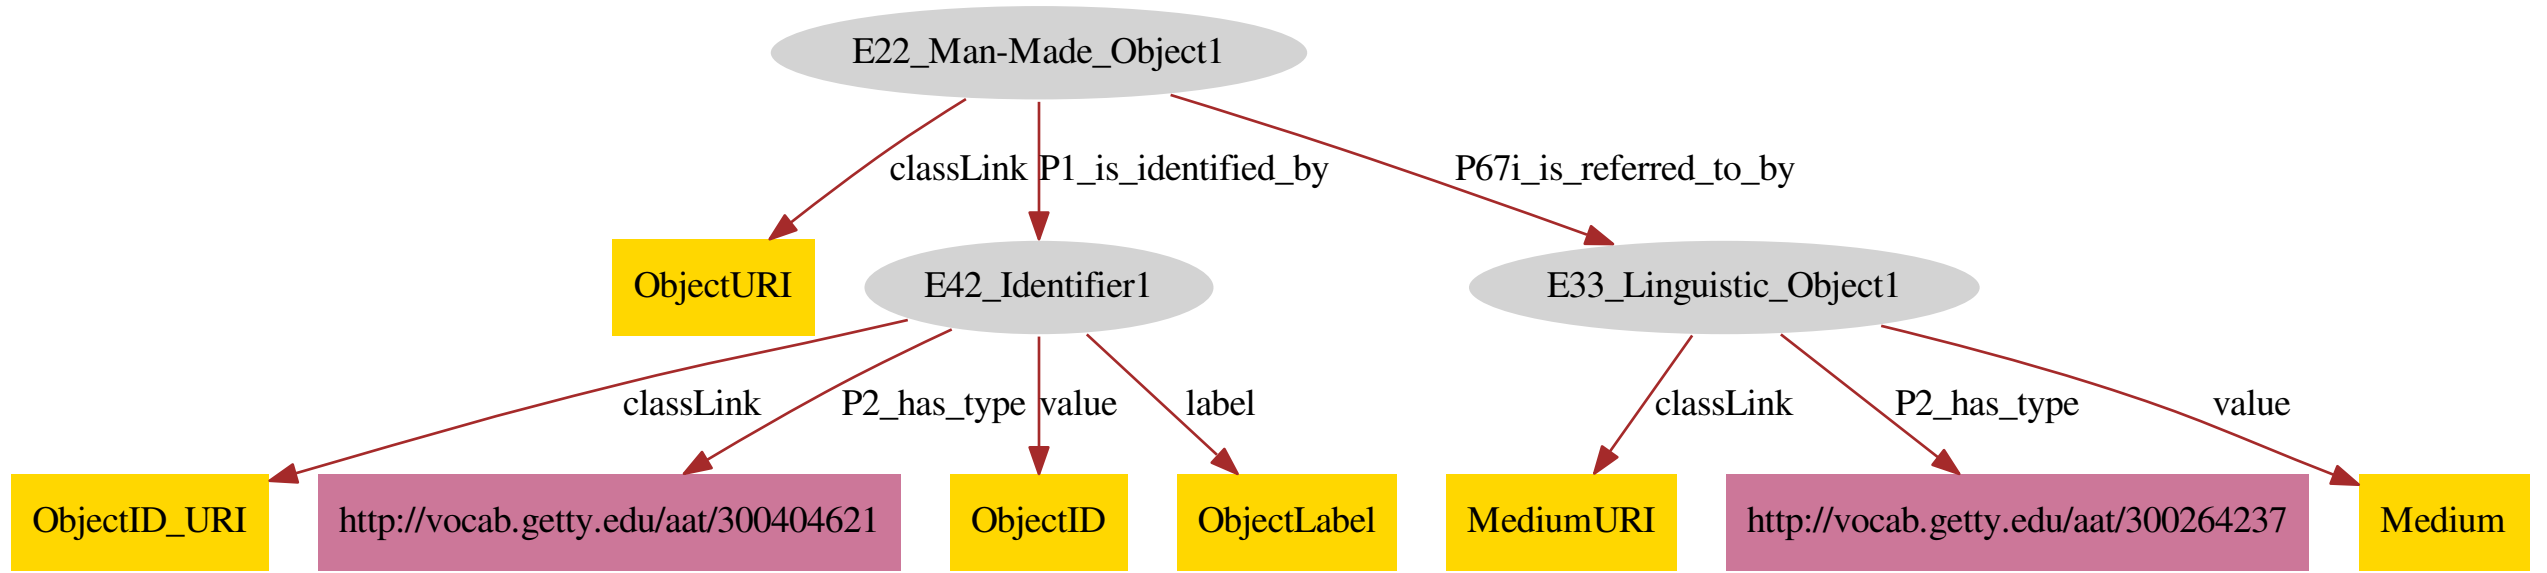 E22_Man-Made_Object1
classLink
P1_is_identified_by
P67i_is_referred_to_by
ObjectURI
E42_Identifier1
E33_Linguistic_Object1
classLink
P2_has_type
value
label
classLink
P2_has_type
value
ObjectID_URI
http://vocab.getty.edu/aat/300404621
ObjectID
ObjectLabel
MediumURI
http://vocab.getty.edu/aat/300264237
Medium